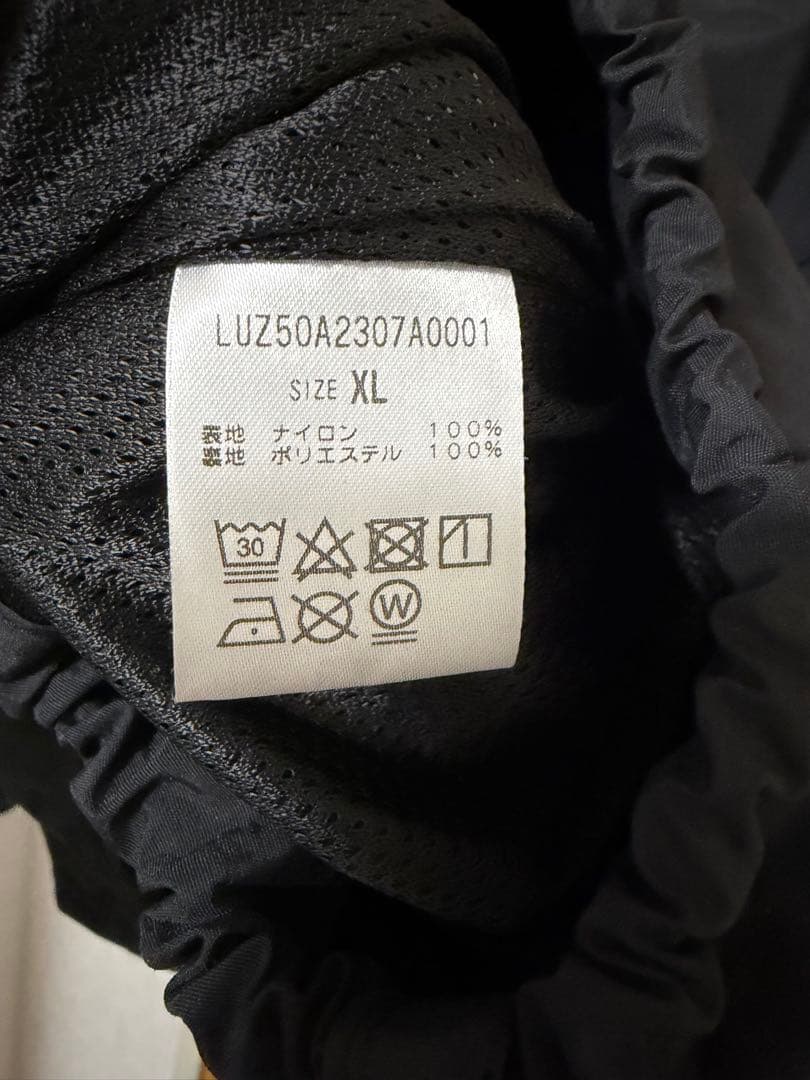 LUZ50A2307A0001
SIZE XL
表地 ナイロン 100%
裏地 ポリエステル 100%
30
W